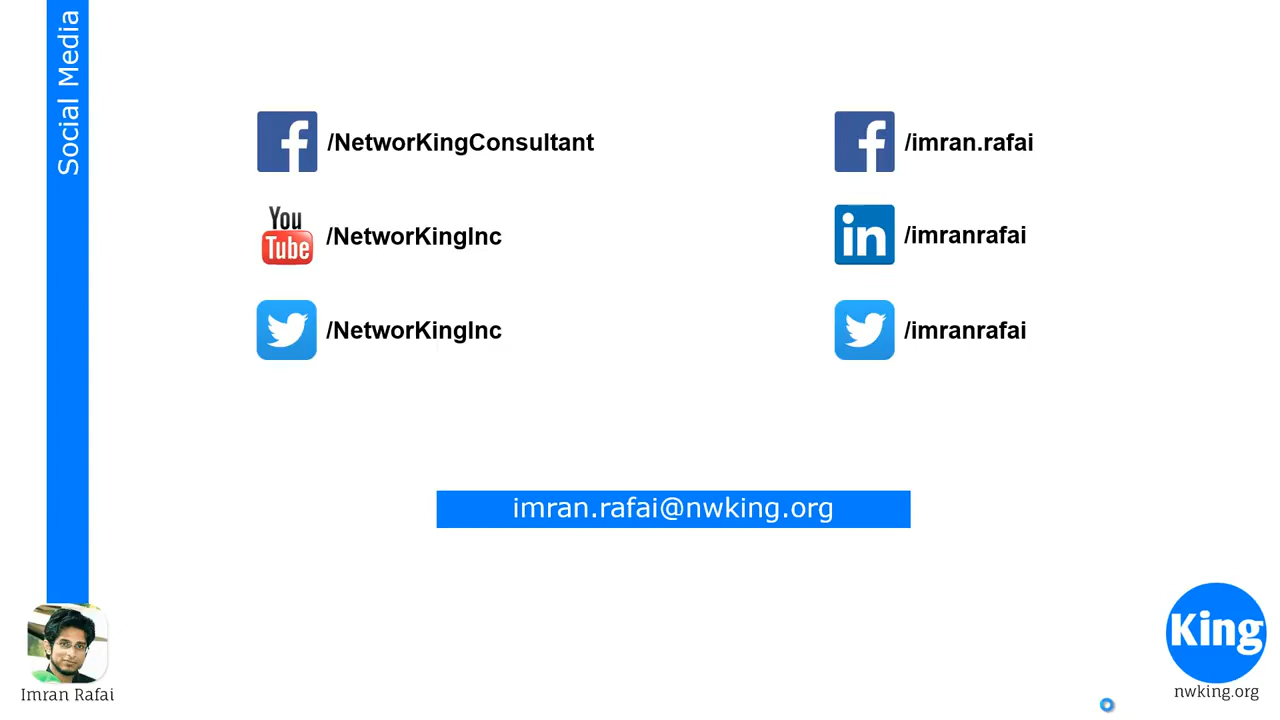 Social Media
/NetworKingConsultant
/imran.rafai
You
Tube
/NetworKingInc
in
/imranrafai
/NetworKingInc
/imranrafai
imran.rafai@nwking.org
King
Imran Rafai
nwking.org